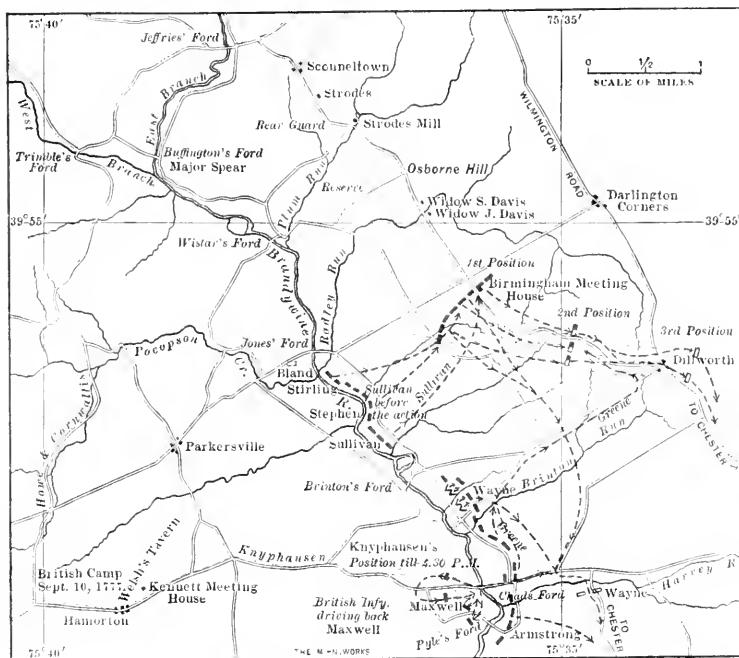 75°40'
75°35'
Jeffries' Ford
Sconneltown
Strodes
1/2
0
1
SCALE OF MILES
WILMINGTON ROAD
West Branch
East Branch
Rear Guard
Strodes Mill
Trimble's
Ford
Buffington's Ford
Major Spear
Plum Run
Osborne Hill
Reserve
Widow S. Davis
Widow J. Davis
Darlington
Corners
39°55'
39°55'
Wistar's Ford
Brandywine
Radley Run
1st Position
Birmingham Meeting
House
2nd Position
3rd Position
Dilworth
Pocopson
Cr.
Jones' Ford
Bland
Stirling
R.
Stephen
Sullivan
Sullivan
before
the action
Sullivan
Howe & Cornwallis
Parkersville
Greene
Run
TO CHESTER
Brinton's Ford
Wayne
Brinton
Greene
Welsh's Tavern
Knyphausen
Knyphausen's
Position till 4.30 P.M.
British Camp
Sept. 10, 1777.
Kennett Meeting
House
Hamorton
British Infy.
driving back
Maxwell
Maxwell
Chads Ford
Wayne
Harvey R
Pyle's Ford
Armstrong
TO CHESTER
75°40'
75°35'
THE M.-N. WORKS